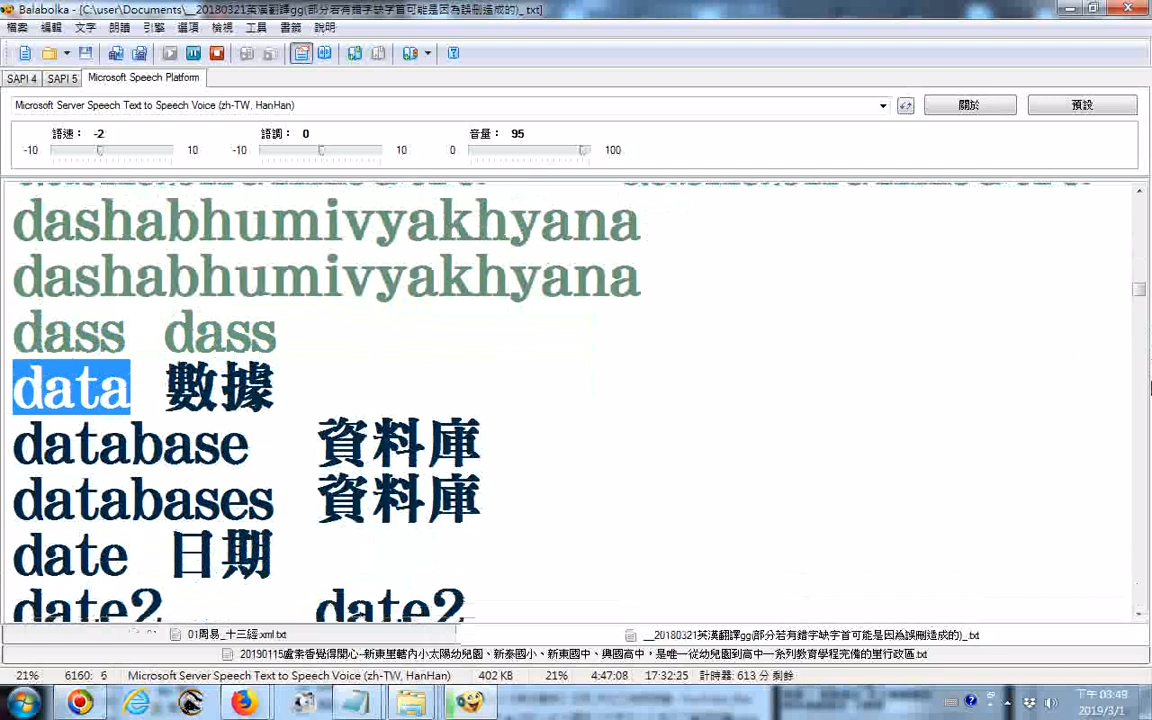 Balabolka - [C:\user\Documents\__20180321英漢翻譯gg(部分若有錯字缺字首可能是因為誤刪造成的)_.txt]
檔案 編輯 文字 朗讀 引擎 選項 檢視 工具 書籤 說明
SAPI 4 SAPI 5 Microsoft Speech Platform
Microsoft Server Speech Text to Speech Voice (zh-TW, HanHan) 關於 預設
語速： -2 語調： 0 音量： 95
-10 10 -10 10 0 100
dashabhumivyakhyana
dashabhumivyakhyana
dass dass
data 數據
database 資料庫
databases 資料庫
date 日期
date2 date2
01周易_十三經.xml.txt __20180321英漢翻譯gg(部分若有錯字缺字首可能是因為誤刪造成的)_.txt
20190115盧素香覺得開心--新東里轄內小太陽幼兒園、新泰國小、新東國中、興國高中，是唯一從幼兒園到高中一系列教育學程完備的里行政區.txt
21% 6160: 5 Microsoft Server Speech Text to Speech Voice (zh-TW, HanHan) 402 KB 21% 4:47:08 17:32:25 計時器: 613 分 剩餘
下午 03:49
2019/3/1